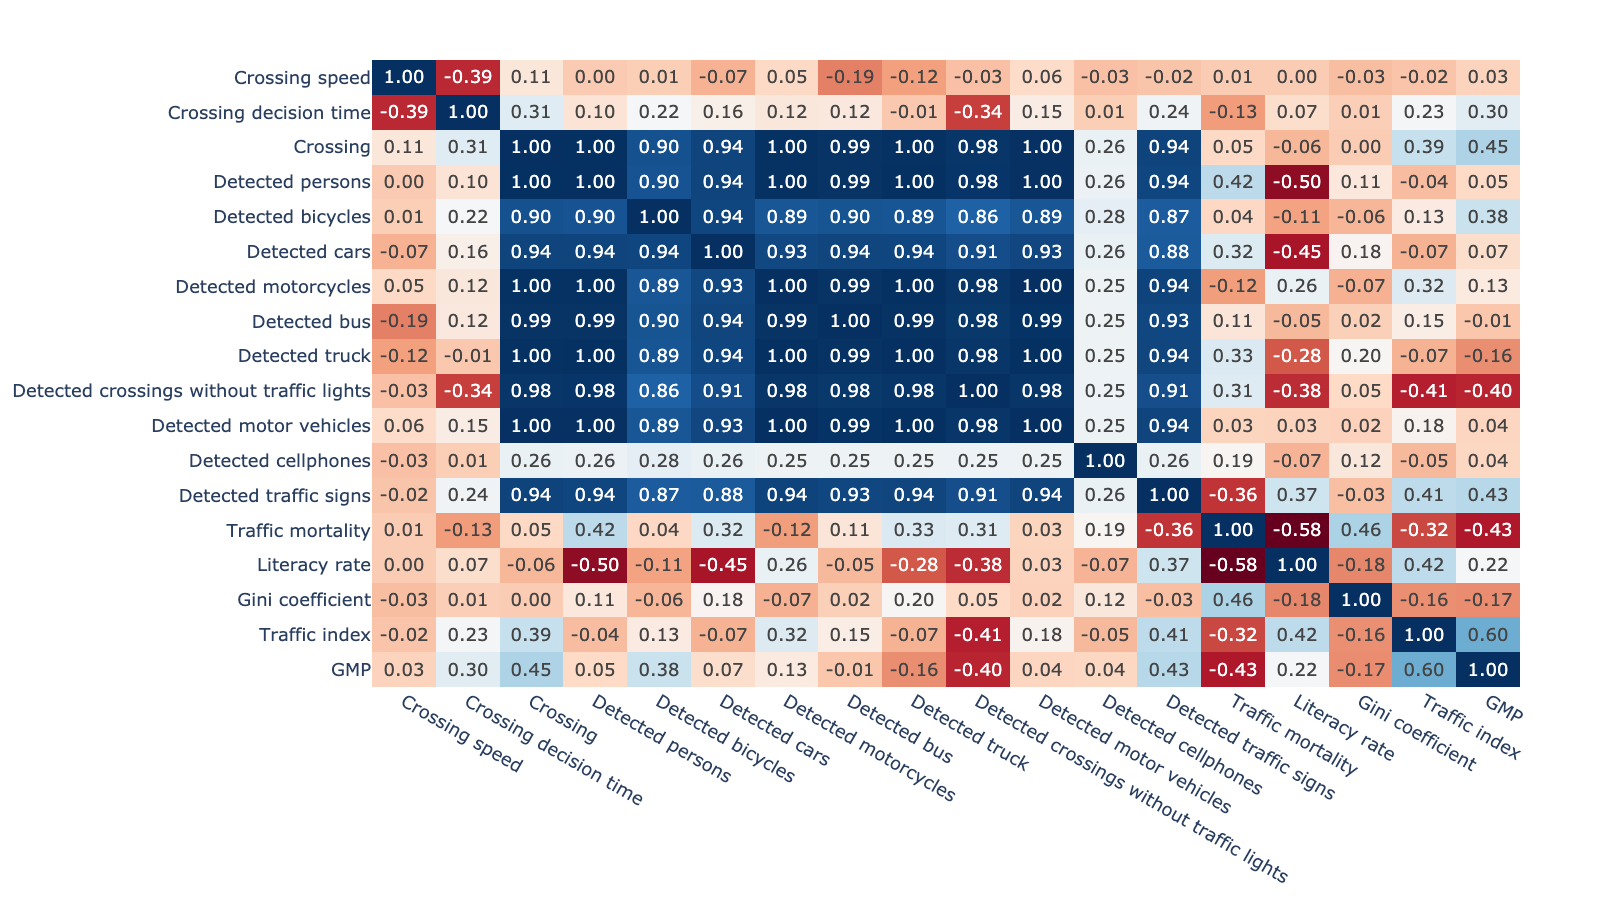 Crossing speed 1.00 -0.39 0.11 0.00 0.01 -0.07 0.05 -0.19 -0.12 -0.03 0.06 -0.03 -0.02 0.01 0.00 -0.03 -0.02 0.03
Crossing decision time -0.39 1.00 0.31 0.10 0.22 0.16 0.12 0.12 -0.01 -0.34 0.15 0.01 0.24 -0.13 0.07 0.01 0.23 0.30
Crossing 0.11 0.31 1.00 1.00 0.90 0.94 1.00 0.99 1.00 0.98 1.00 0.26 0.94 0.05 -0.06 0.00 0.39 0.45
Detected persons 0.00 0.10 1.00 1.00 0.90 0.94 1.00 0.99 1.00 0.98 1.00 0.26 0.94 0.42 -0.50 0.11 -0.04 0.05
Detected bicycles 0.01 0.22 0.90 0.90 1.00 0.94 0.89 0.90 0.89 0.86 0.89 0.28 0.87 0.04 -0.11 -0.06 0.13 0.38
Detected cars -0.07 0.16 0.94 0.94 0.94 1.00 0.93 0.94 0.94 0.91 0.93 0.26 0.88 0.32 -0.45 0.18 -0.07 0.07
Detected motorcycles 0.05 0.12 1.00 1.00 0.89 0.93 1.00 0.99 1.00 0.98 1.00 0.25 0.94 -0.12 0.26 -0.07 0.32 0.13
Detected bus -0.19 0.12 0.99 0.99 0.90 0.94 0.99 1.00 0.99 0.98 0.99 0.25 0.93 0.11 -0.05 0.02 0.15 -0.01
Detected truck -0.12 -0.01 1.00 1.00 0.89 0.94 1.00 0.99 1.00 0.98 1.00 0.25 0.94 0.33 -0.28 0.20 -0.07 -0.16
Detected crossings without traffic lights -0.03 -0.34 0.98 0.98 0.86 0.91 0.98 0.98 0.98 1.00 0.98 0.25 0.91 0.31 -0.38 0.05 -0.41 -0.40
Detected motor vehicles 0.06 0.15 1.00 1.00 0.89 0.93 1.00 0.99 1.00 0.98 1.00 0.25 0.94 0.03 0.03 0.02 0.18 0.04
Detected cellphones -0.03 0.01 0.26 0.26 0.28 0.26 0.25 0.25 0.25 0.25 0.25 1.00 0.26 0.19 -0.07 0.12 -0.05 0.04
Detected traffic signs -0.02 0.24 0.94 0.94 0.87 0.88 0.94 0.93 0.94 0.91 0.94 0.26 1.00 -0.36 0.37 -0.03 0.41 0.43
Traffic mortality 0.01 -0.13 0.05 0.42 0.04 0.32 -0.12 0.11 0.33 0.31 0.03 0.19 -0.36 1.00 -0.58 0.46 -0.32 -0.43
Literacy rate 0.00 0.07 -0.06 -0.50 -0.11 -0.45 0.26 -0.05 -0.28 -0.38 0.03 -0.07 0.37 -0.58 1.00 -0.18 0.42 0.22
Gini coefficient -0.03 0.01 0.00 0.11 -0.06 0.18 -0.07 0.02 0.20 0.05 0.02 0.12 -0.03 0.46 -0.18 1.00 -0.16 -0.17
Traffic index -0.02 0.23 0.39 -0.04 0.13 -0.07 0.32 0.15 -0.07 -0.41 0.18 -0.05 0.41 -0.32 0.42 -0.16 1.00 0.60
GMP 0.03 0.30 0.45 0.05 0.38 0.07 0.13 -0.01 -0.16 -0.40 0.04 0.04 0.43 -0.43 0.22 -0.17 0.60 1.00
Crossing speed
Crossing decision time
Crossing
Detected persons
Detected bicycles
Detected cars
Detected motorcycles
Detected bus
Detected truck
Detected crossings without traffic lights
Detected motor vehicles
Detected cellphones
Detected traffic signs
Traffic mortality
Literacy rate
Gini coefficient
Traffic index
GMP